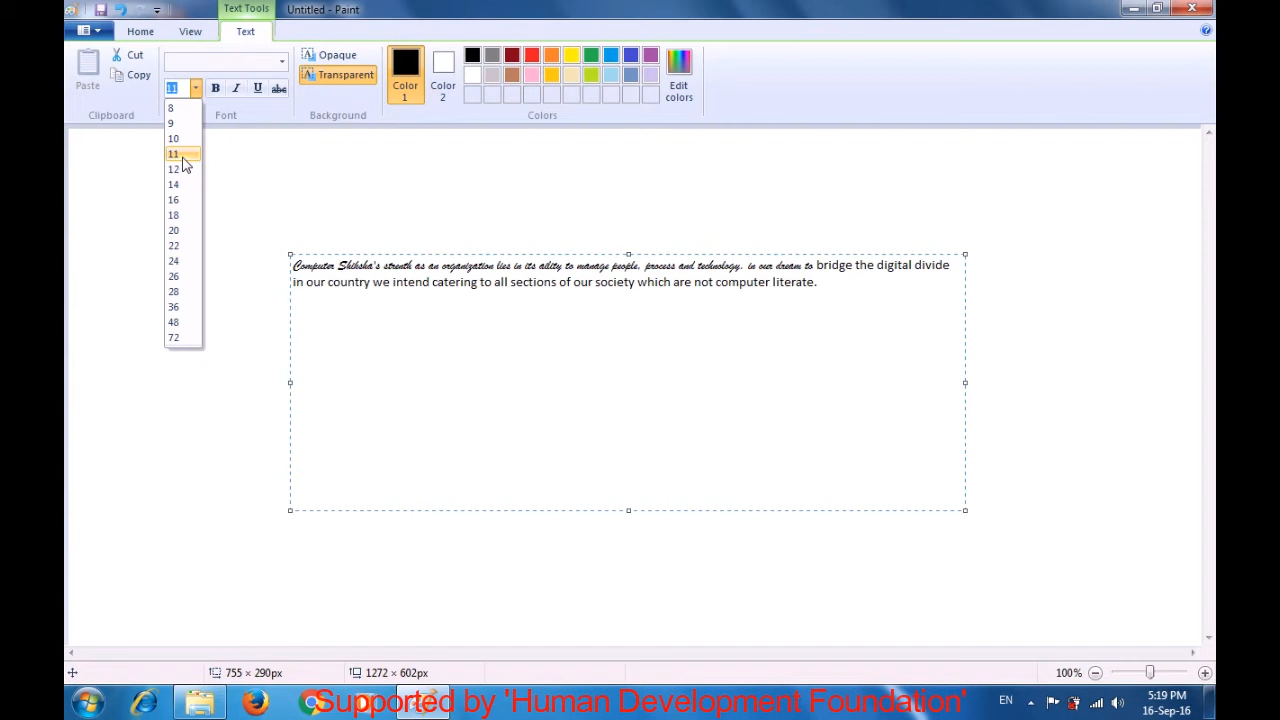 Text Tools
Untitled - Paint
Home
View
Text
Paste
Cut
Copy
Clipboard
11
B
I
U
abc
Font
8
9
10
11
12
14
16
18
20
22
24
26
28
36
48
72
Opaque
Transparent
Background
Color
1
Color
2
Edit
colors
Colors
Computer Shiksha's strenth as an organization lies in its aility to manage people, process and technology. in our dream to bridge the digital divide
in our country we intend catering to all sections of our society which are not computer literate.
755 × 290px
1272 × 602px
100%
Supported by 'Human Development Foundation'
EN
5:19 PM
16-Sep-16